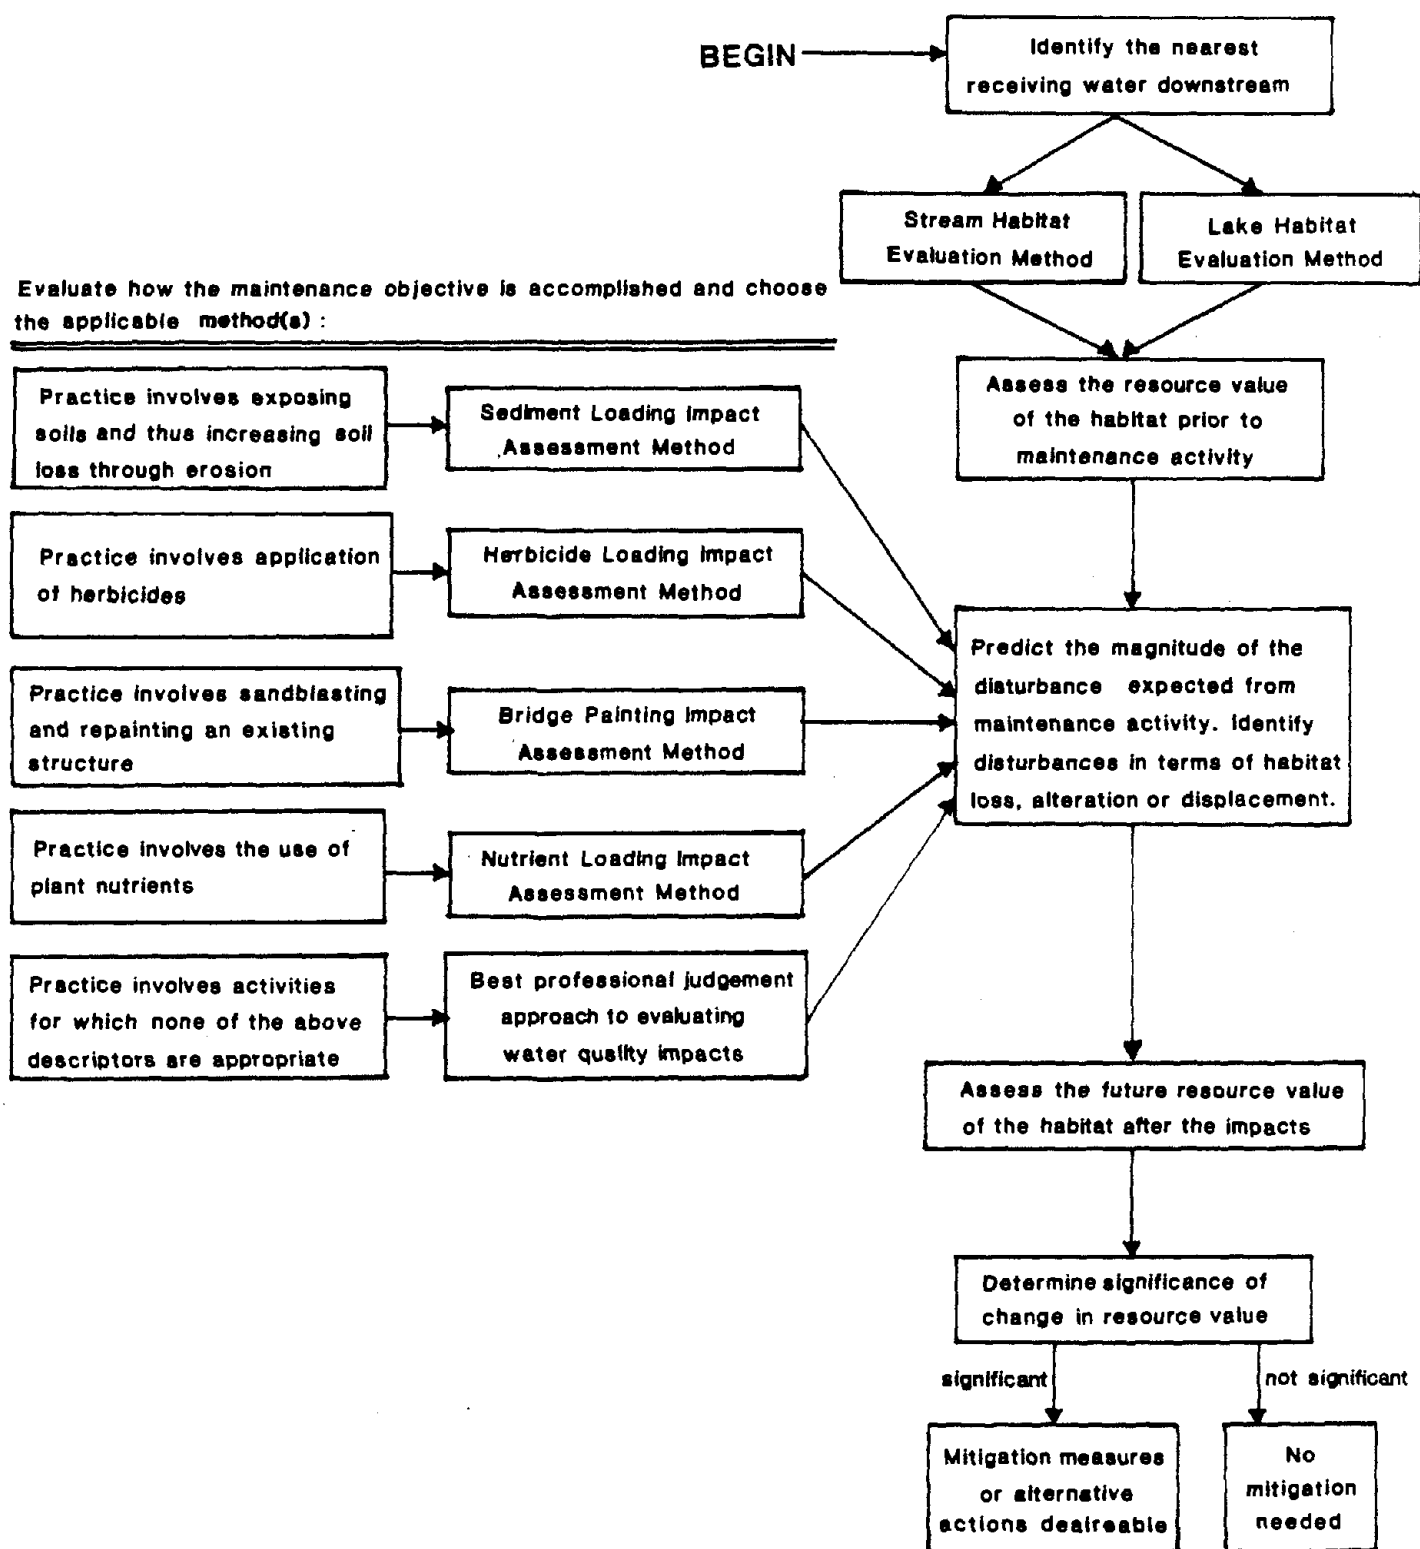 BEGIN
Identify the nearest
receiving water downstream
Stream Habitat
Evaluation Method
Lake Habitat
Evaluation Method
Evaluate how the maintenance objective is accomplished and choose
the applicable method(s) :
Assess the resource value
of the habitat prior to
maintenance activity
Practice involves exposing
soils and thus increasing soil
loss through erosion
Sediment Loading Impact
Assessment Method
Practice involves application
of herbicides
Herbicide Loading Impact
Assessment Method
Practice involves sandblasting
and repainting an existing
structure
Bridge Painting Impact
Assessment Method
Practice involves the use of
plant nutrients
Nutrient Loading Impact
Assessment Method
Practice involves activities
for which none of the above
descriptors are appropriate
Best professional judgement
approach to evaluating
water quality impacts
Predict the magnitude of the
disturbance expected from
maintenance activity. Identify
disturbances in terms of habitat
loss, alteration or displacement.
Assess the future resource value
of the habitat after the impacts
Determine significance of
change in resource value
significant
not significant
Mitigation measures
or alternative
actions desireable
No
mitigation
needed